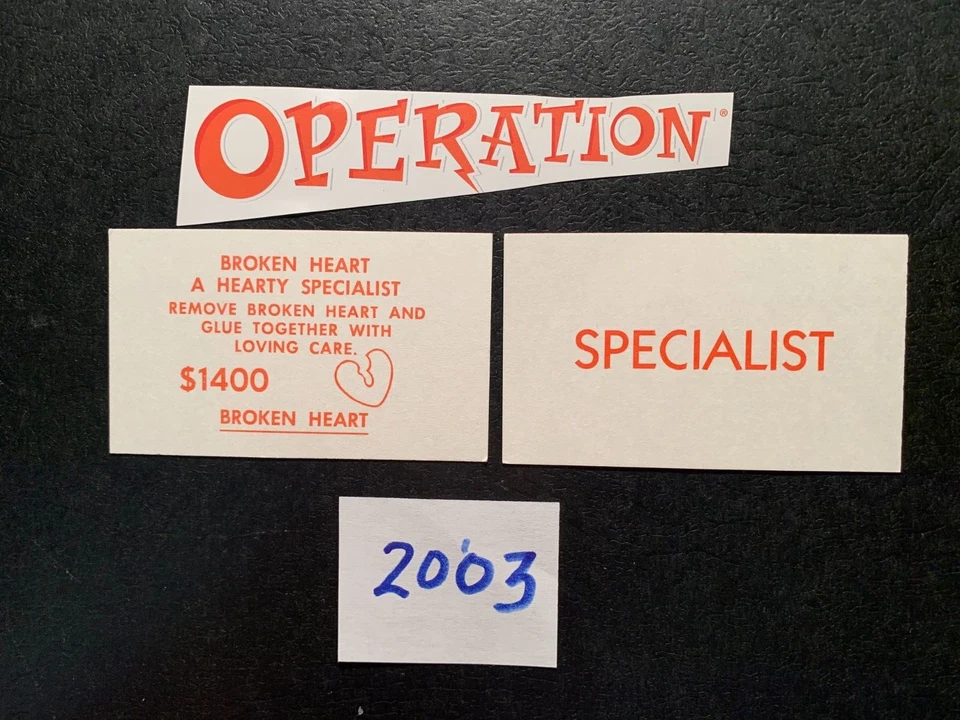 OPERATION®
BROKEN HEART
A HEARTY SPECIALIST
REMOVE BROKEN HEART AND
GLUE TOGETHER WITH
LOVING CARE.
$1400
BROKEN HEART
SPECIALIST
2003